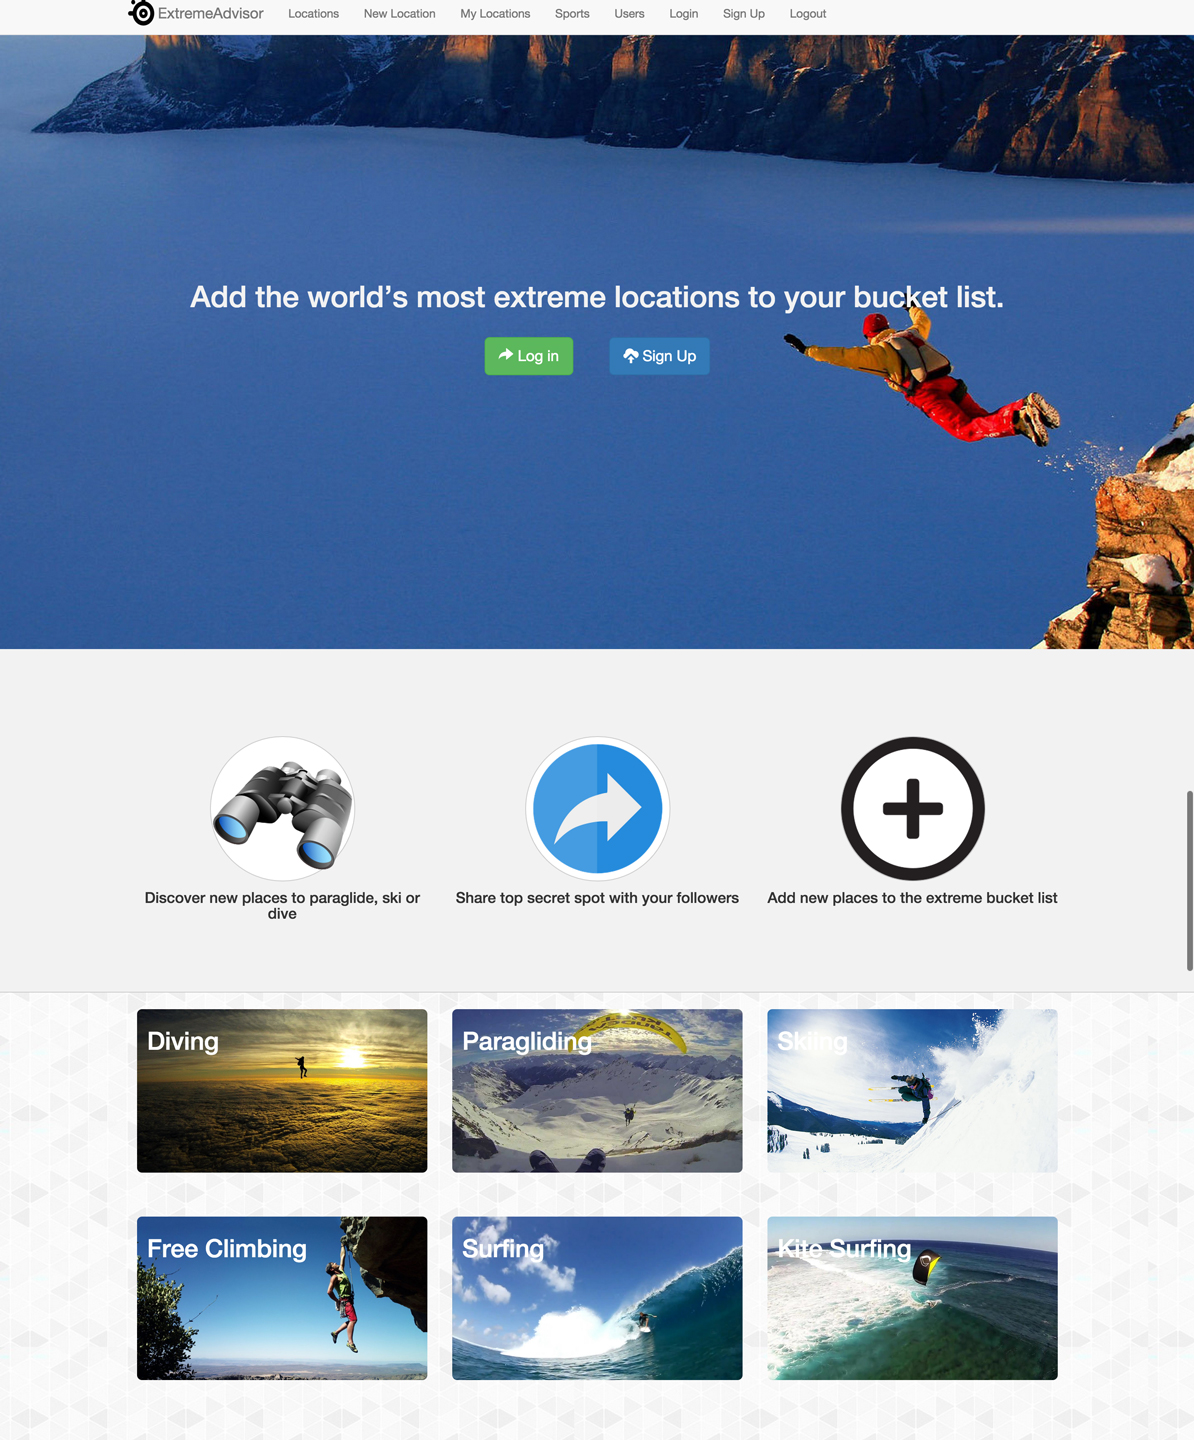 ExtremeAdvisor Locations New Location My Locations Sports Users Login Sign Up Logout
Add the world's most extreme locations to your bucket list.
Log in Sign Up
Discover new places to paraglide, ski or
dive
Share top secret spot with your followers
Add new places to the extreme bucket list
Diving
Paragliding
Skiing
Free Climbing
Surfing
Kite Surfing